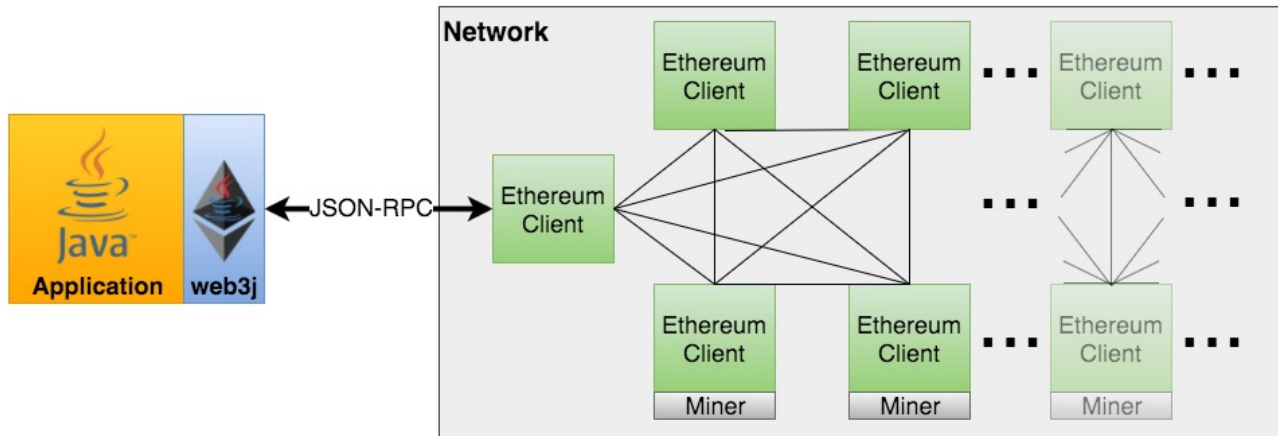 Network
Ethereum
Client
Ethereum
Client
Ethereum
Client
Java™
Application
web3j
JSON-RPC
Ethereum
Client
Ethereum
Client
Miner
Ethereum
Client
Miner
Ethereum
Client
Miner